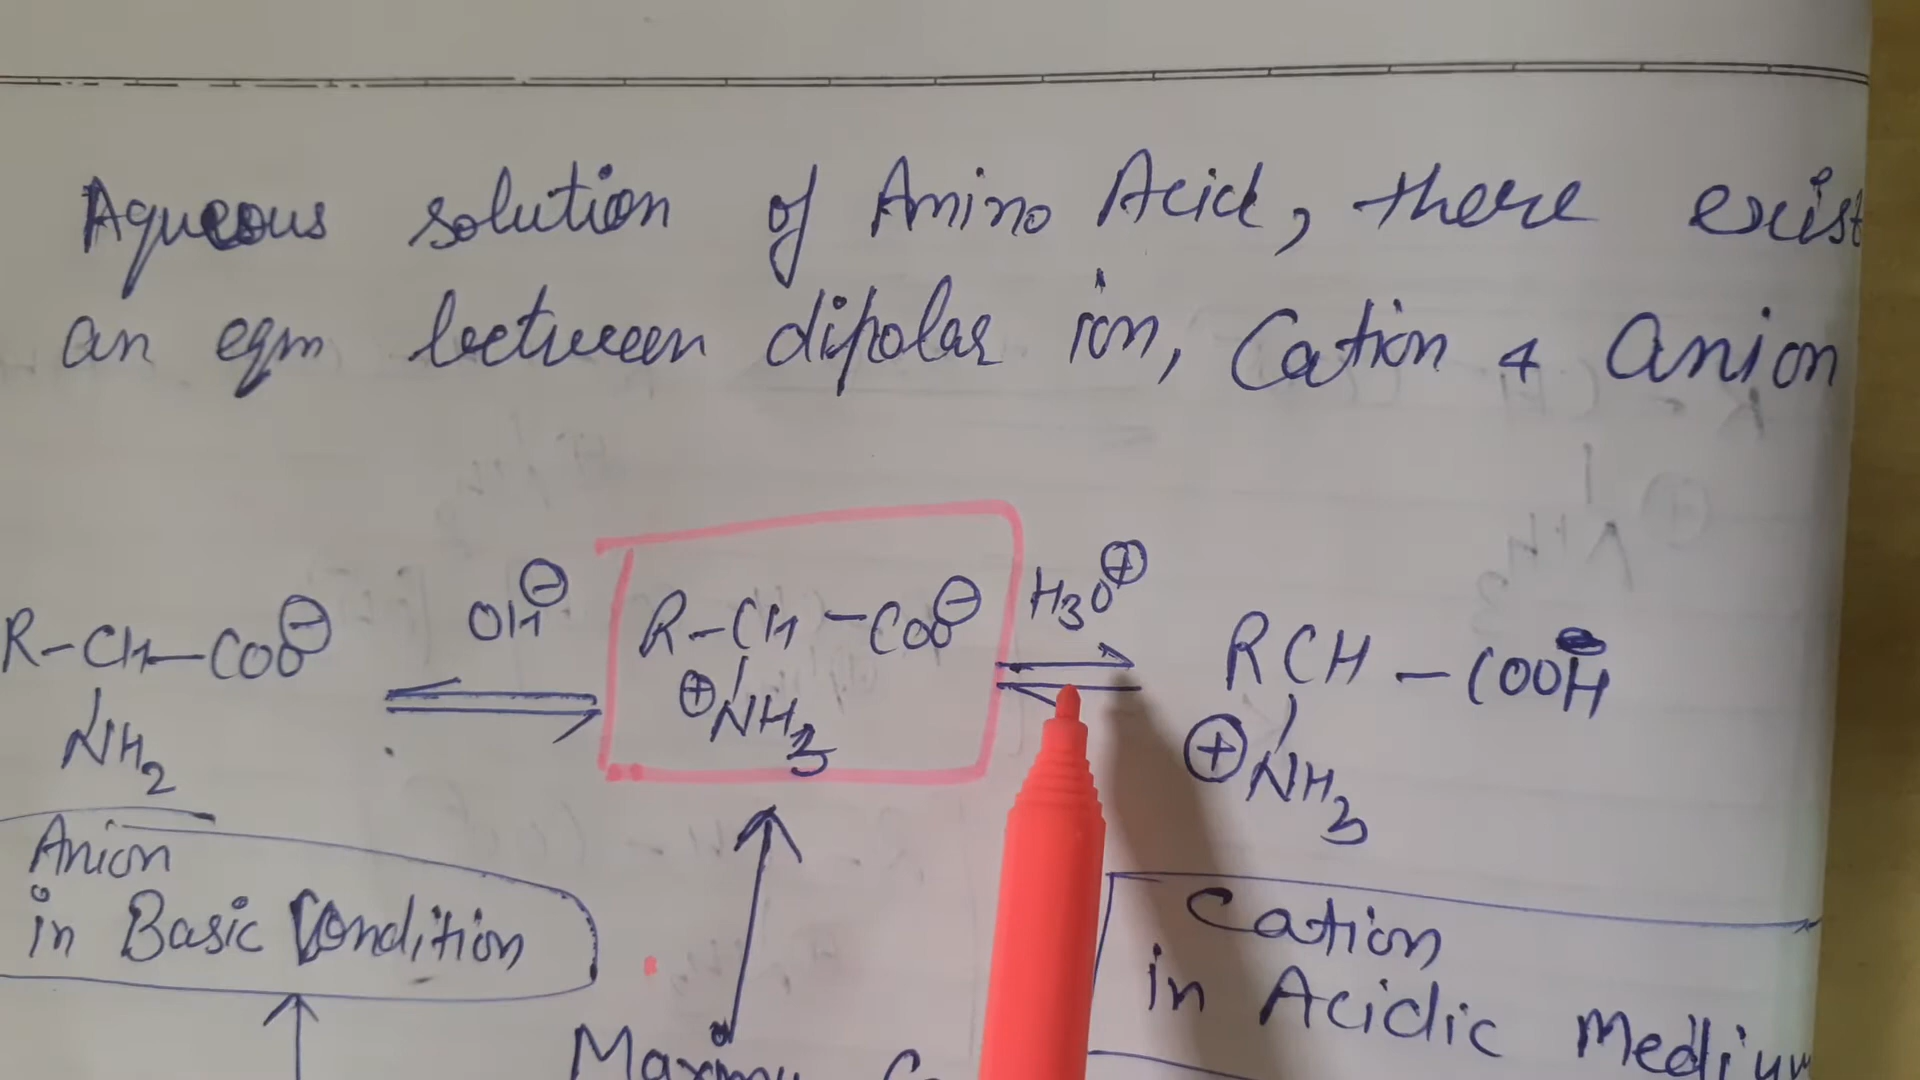 Aqueous solution of Amino Acid, there exist
an eqm between dipolar ion, Cation & Anion
R-CH-COO⊖ OH⊖ R-CH-COO⊖ H3O⊕ RCH-COOH
NH2 ⊕NH3 ⊕NH3
Anion
in Basic Condition
Cation
in Acidic Medium